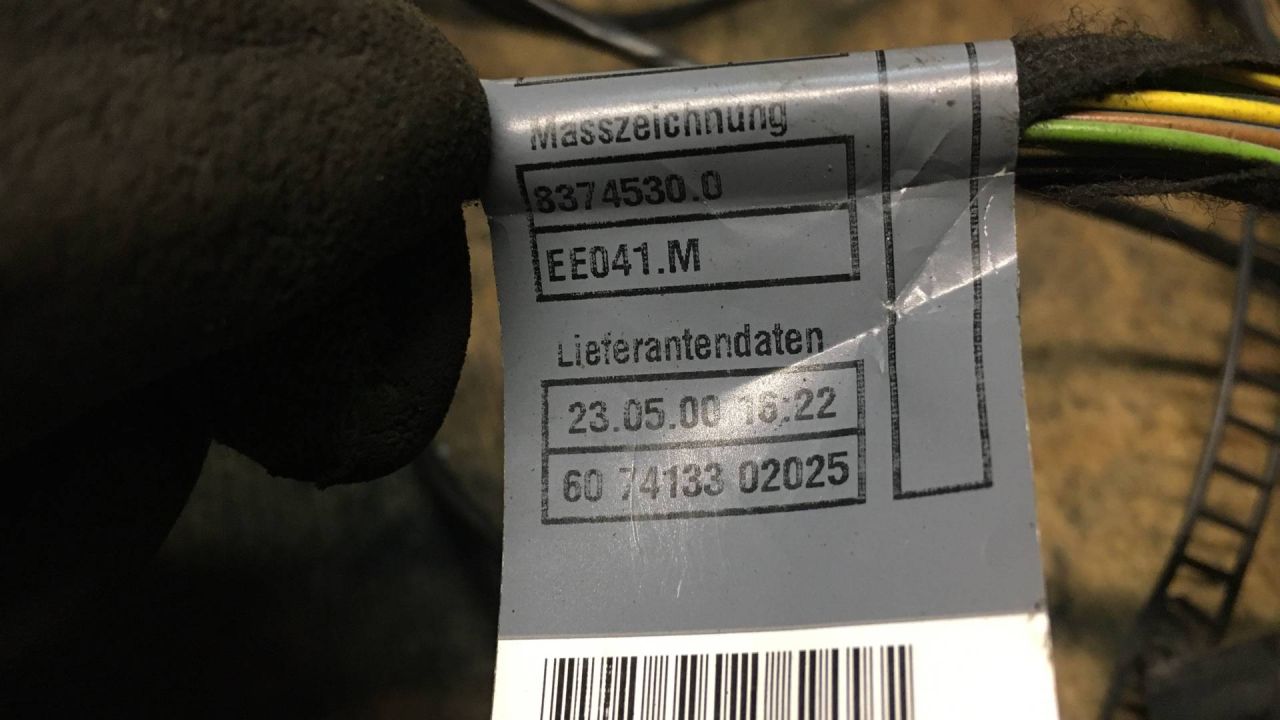 Masszeichnung
8374530.0
EE041.M
Lieferantendaten
23.05.00 16:22
60 74133 02025